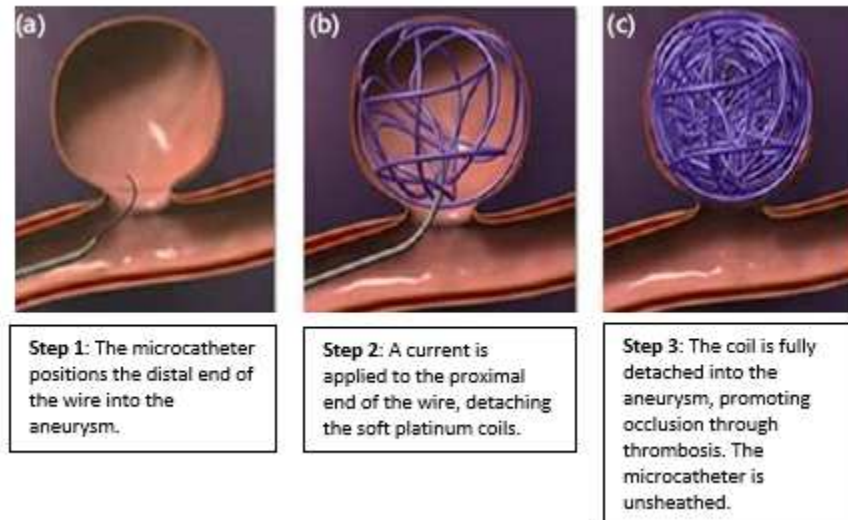 (a)
(b)
(c)
Step 1: The microcatheter
positions the distal end of
the wire into the
aneurysm.
Step 2: A current is
applied to the proximal
end of the wire, detaching
the soft platinum coils.
Step 3: The coil is fully
detached into the
aneurysm, promoting
occlusion through
thrombosis. The
microcatheter is
unsheathed.